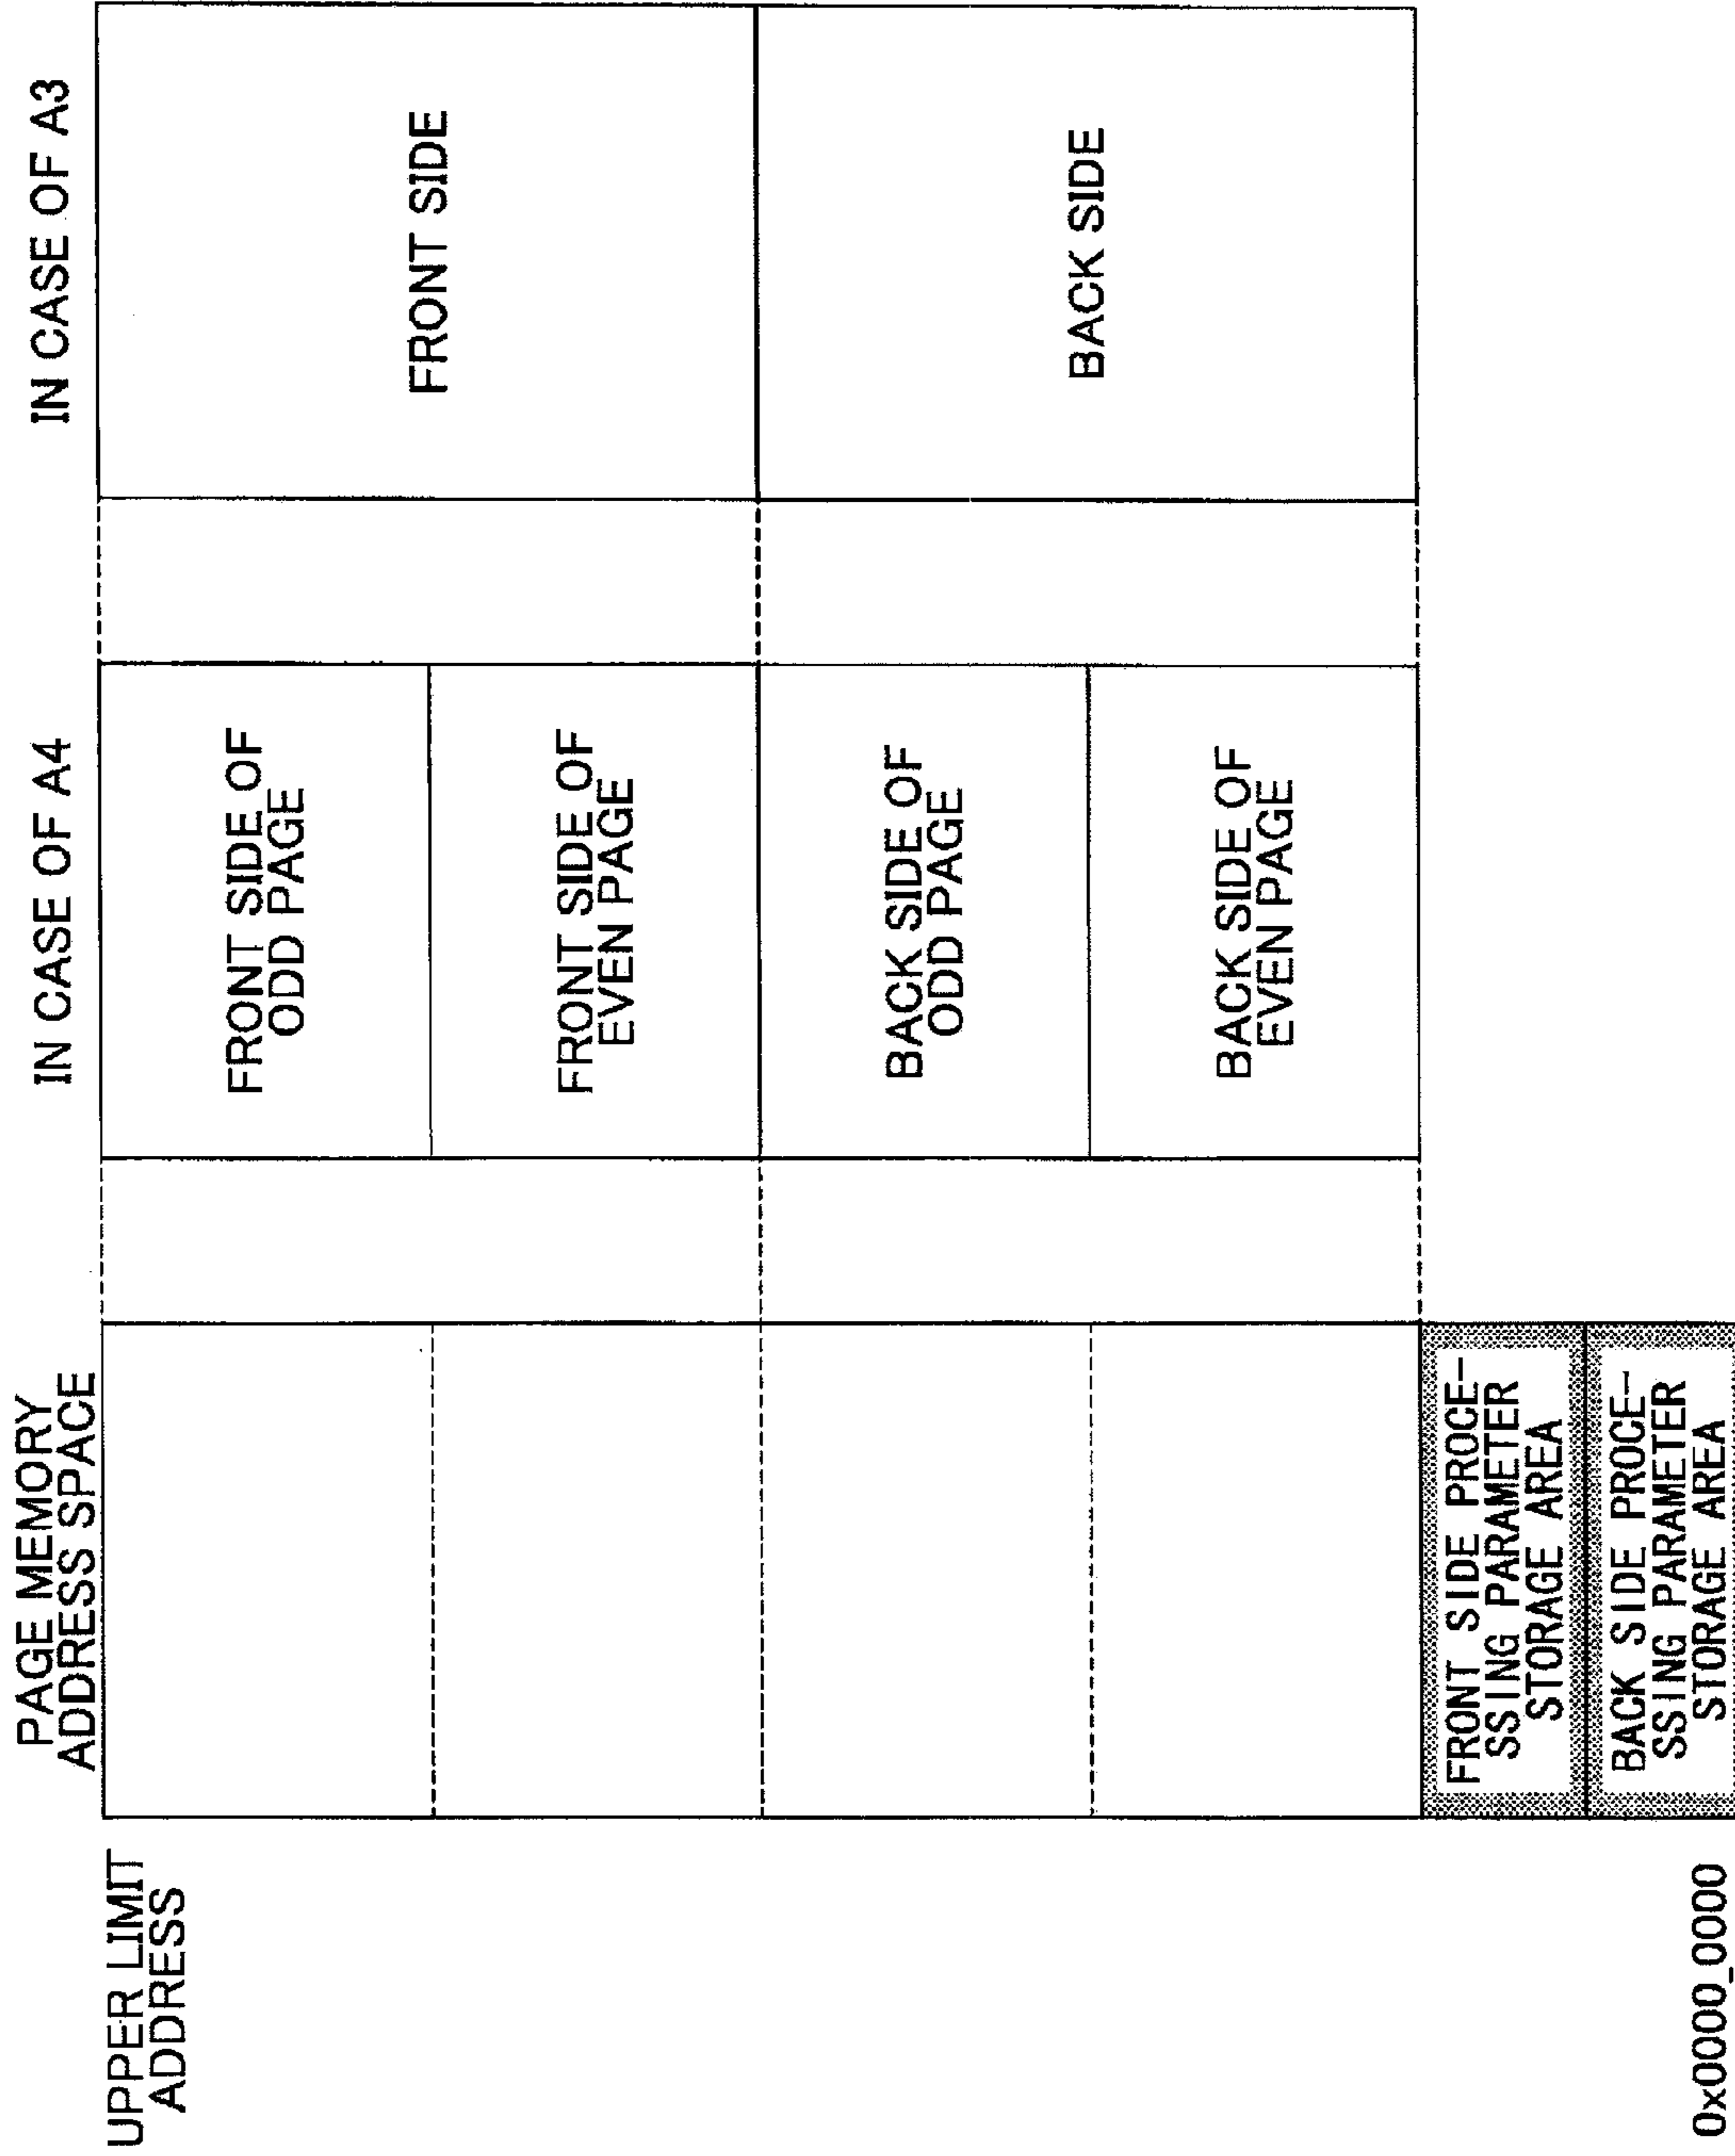 UPPER LIMIT
ADDRESS
0x0000_0000
PAGE MEMORY
ADDRESS SPACE
FRONT SIDE PROCE-
SSING PARAMETER
STORAGE AREA
BACK SIDE PROCE-
SSING PARAMETER
STORAGE AREA
IN CASE OF A4
FRONT SIDE OF
ODD PAGE
FRONT SIDE OF
EVEN PAGE
BACK SIDE OF
ODD PAGE
BACK SIDE OF
EVEN PAGE
IN CASE OF A3
FRONT SIDE
BACK SIDE